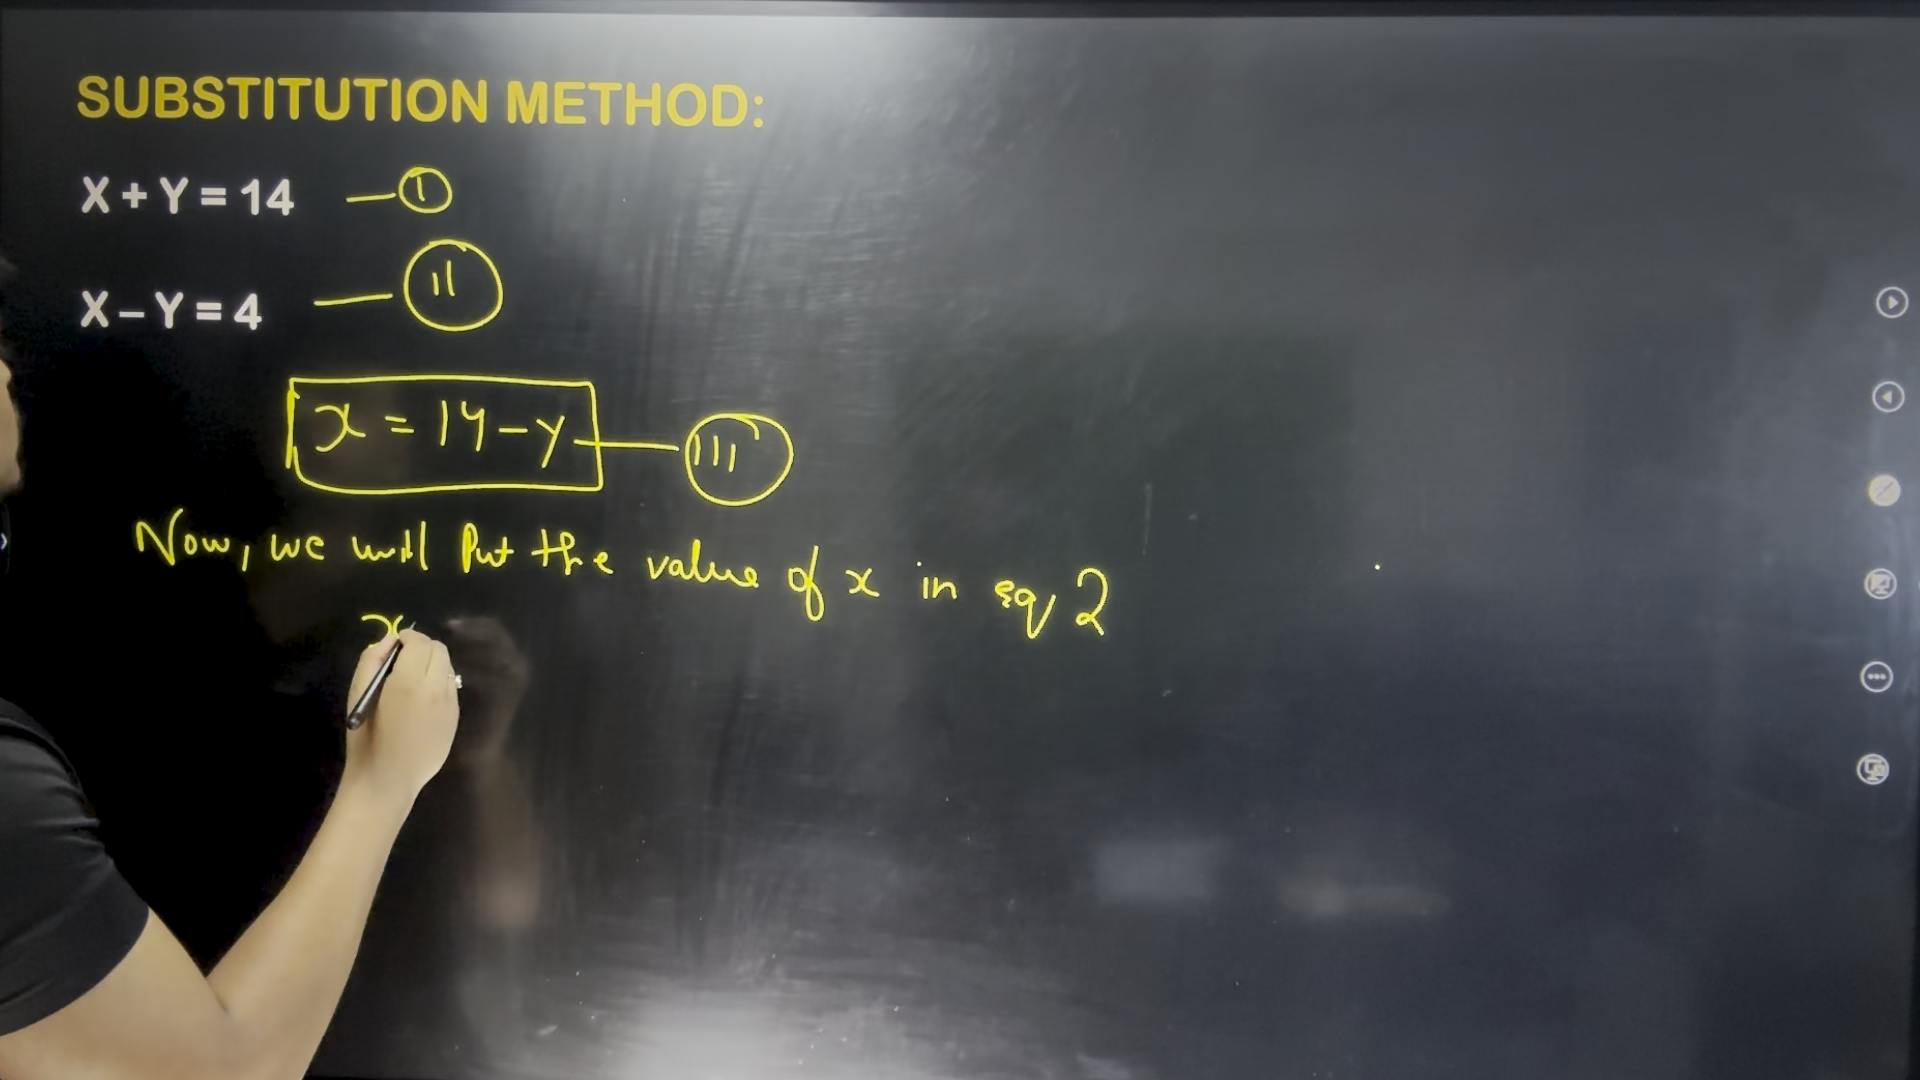 SUBSTITUTION METHOD:
X + Y = 14 — I
X – Y = 4 — II
x = 14 - y — III
Now, we will Put the value of x in eq 2
x